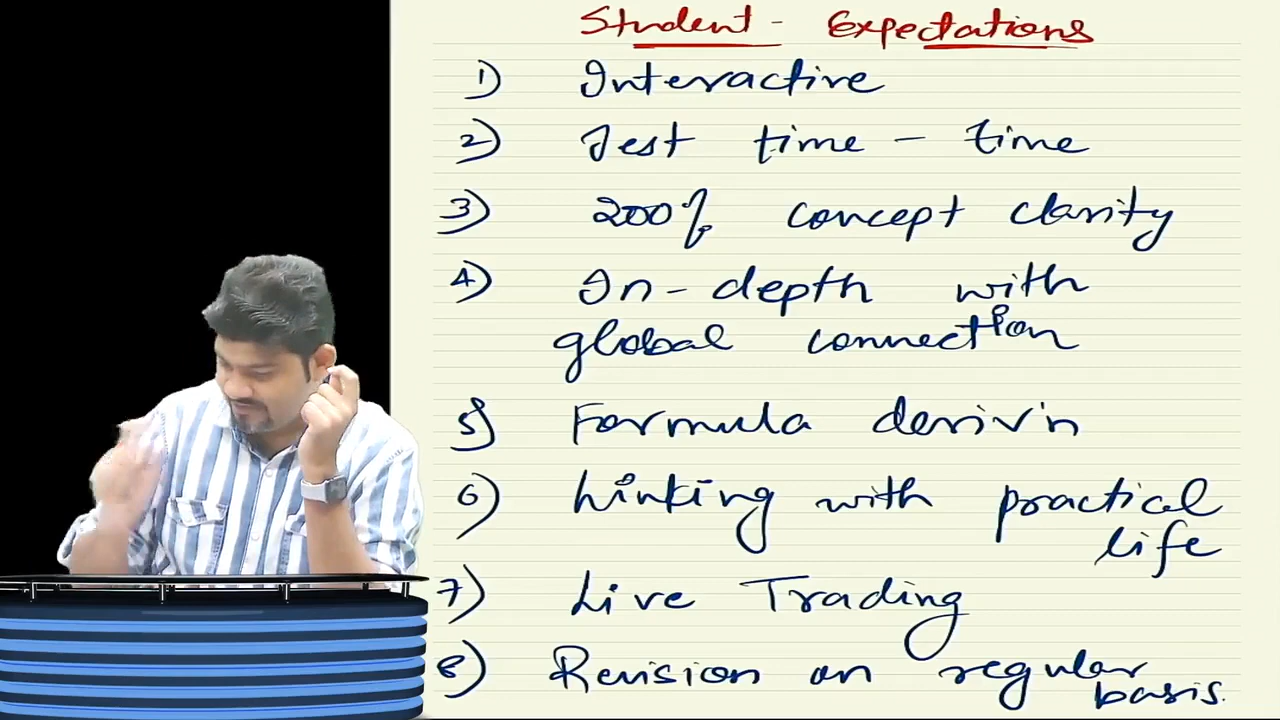 Student - Expectations
1) Interactive
2) Test time - time
3) 200% concept clarity
4) In-depth with
global connection
5) Formula deriv'n
6) Linking with practical
life
7) Live Trading
8) Revision on regular
basis.